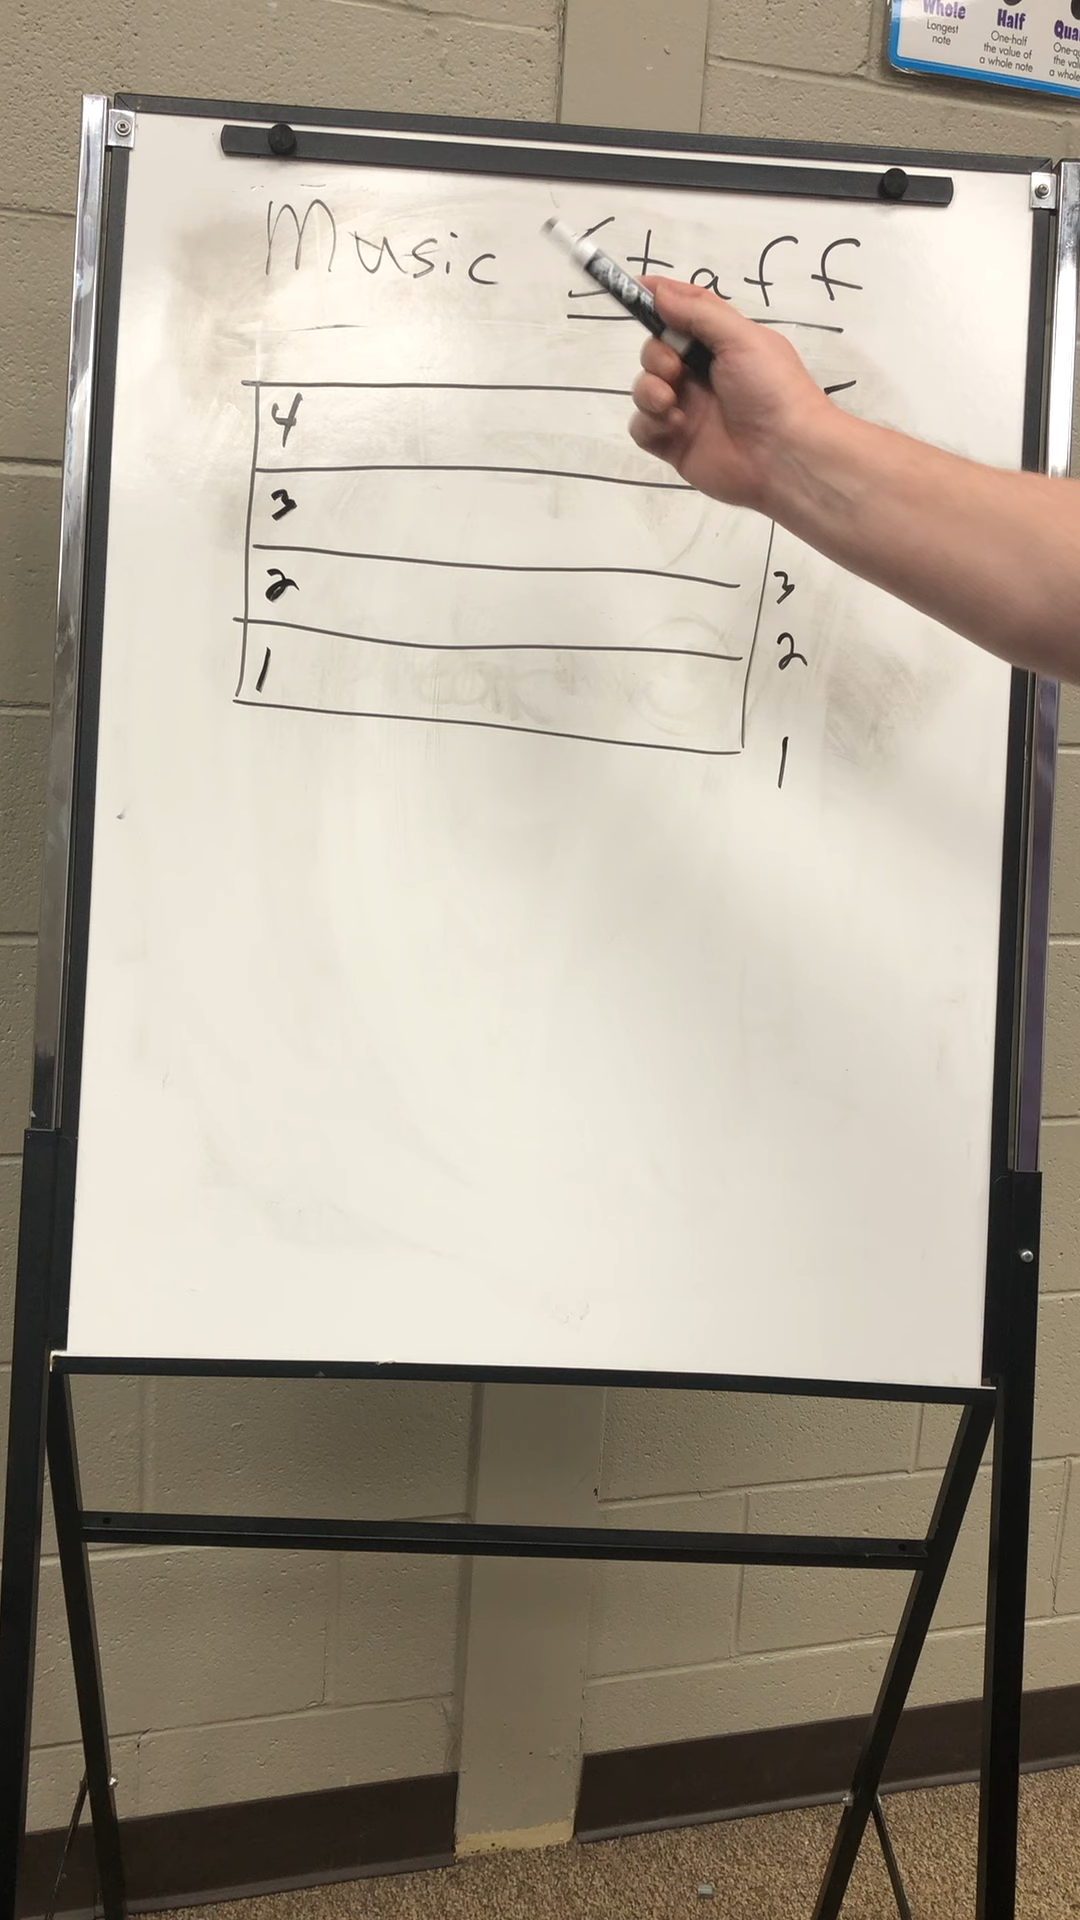 Whole
Longest
note
Half
One-half
the value of
a whole note
a whole
Music Staff
4
3
2
1
3
2
1